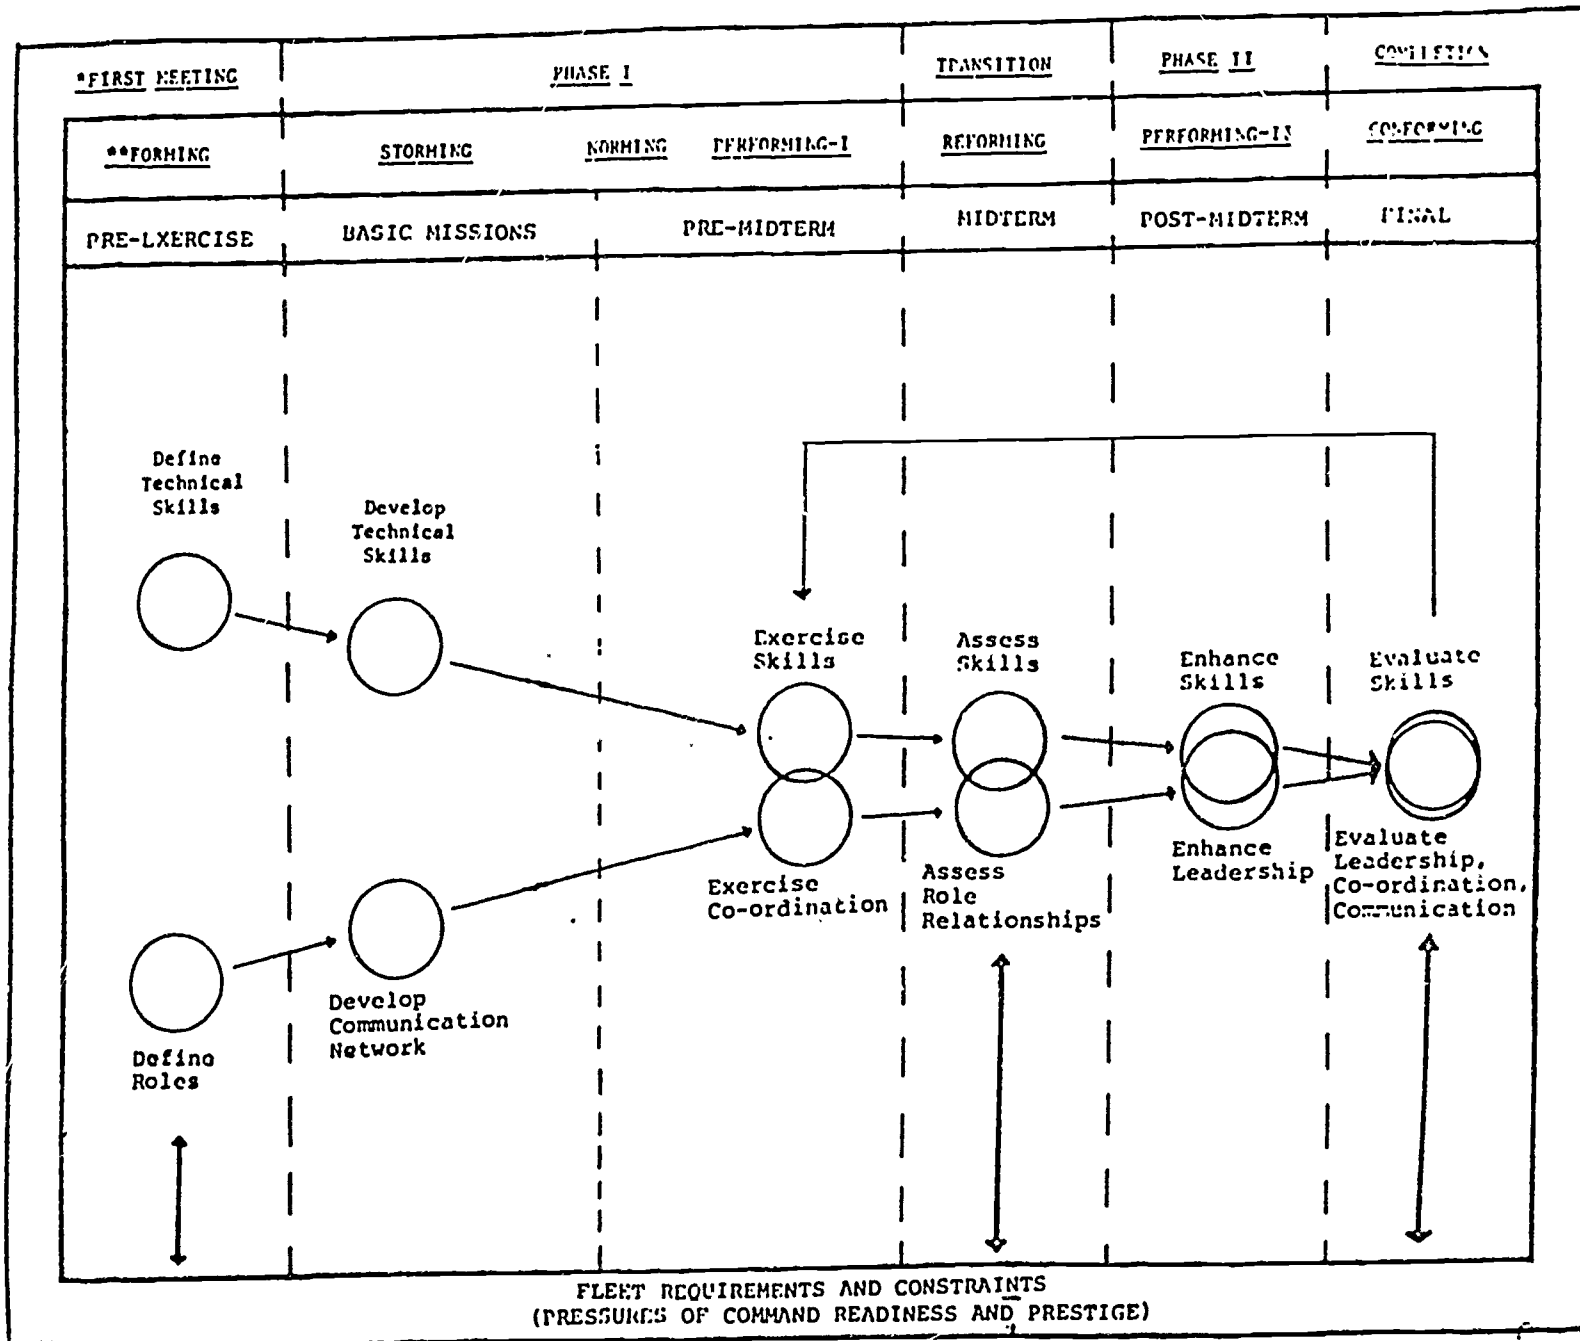 *FIRST MEETING PHASE I TRANSITION PHASE II COMPLETION
**FORMING STORMING NORMING PERFORMING-I REFORMING PERFORMING-II CONFORMING
PRE-EXERCISE BASIC MISSIONS PRE-MIDTERM MIDTERM POST-MIDTERM FINAL
Define
Technical
Skills
Develop
Technical
Skills
Exercise
Skills
Assess
Skills
Enhance
Skills
Evaluate
Skills
Define
Roles
Develop
Communication
Network
Exercise
Co-ordination
Assess
Role
Relationships
Enhance
Leadership
Evaluate
Leadership,
Co-ordination,
Communication
FLEET REQUIREMENTS AND CONSTRAINTS
(PRESSURES OF COMMAND READINESS AND PRESTIGE)